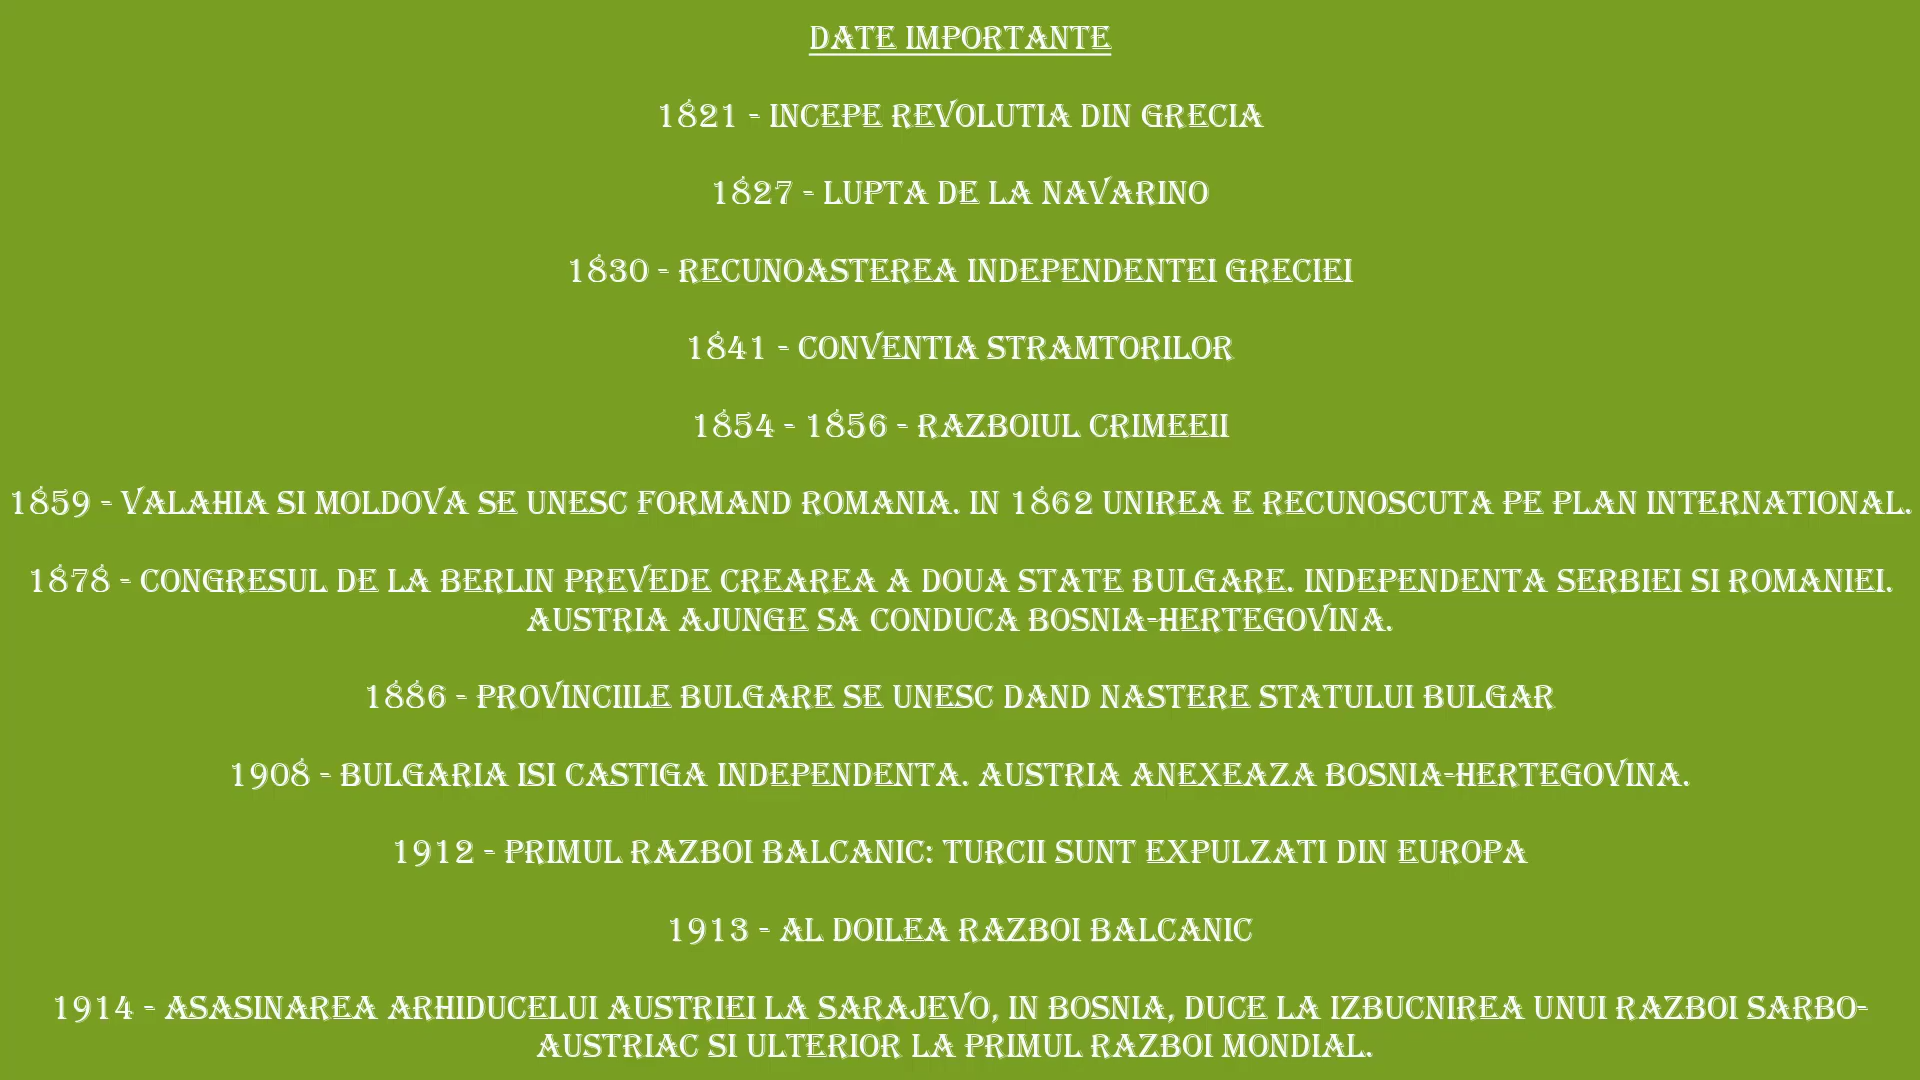 DATE IMPORTANTE
1821 - INCEPE REVOLUTIA DIN GRECIA
1827 - LUPTA DE LA NAVARINO
1830 - RECUNOASTEREA INDEPENDENTEI GRECIEI
1841 - CONVENTIA STRAMTORILOR
1854 - 1856 - RAZBOIUL CRIMEEII
1859 - VALAHIA SI MOLDOVA SE UNESC FORMAND ROMANIA. IN 1862 UNIREA E RECUNOSCUTA PE PLAN INTERNATIONAL.
1878 - CONGRESUL DE LA BERLIN PREVEDE CREAREA A DOUA STATE BULGARE. INDEPENDENTA SERBIEI SI ROMANIEI.
AUSTRIA AJUNGE SA CONDUCA BOSNIA-HERTEGOVINA.
1886 - PROVINCIILE BULGARE SE UNESC DAND NASTERE STATULUI BULGAR
1908 - BULGARIA ISI CASTIGA INDEPENDENTA. AUSTRIA ANEXEAZA BOSNIA-HERTEGOVINA.
1912 - PRIMUL RAZBOI BALCANIC: TURCII SUNT EXPULZATI DIN EUROPA
1913 - AL DOILEA RAZBOI BALCANIC
1914 - ASASINAREA ARHIDUCELUI AUSTRIEI LA SARAJEVO, IN BOSNIA, DUCE LA IZBUCNIREA UNUI RAZBOI SARBO-
AUSTRIAC SI ULTERIOR LA PRIMUL RAZBOI MONDIAL.